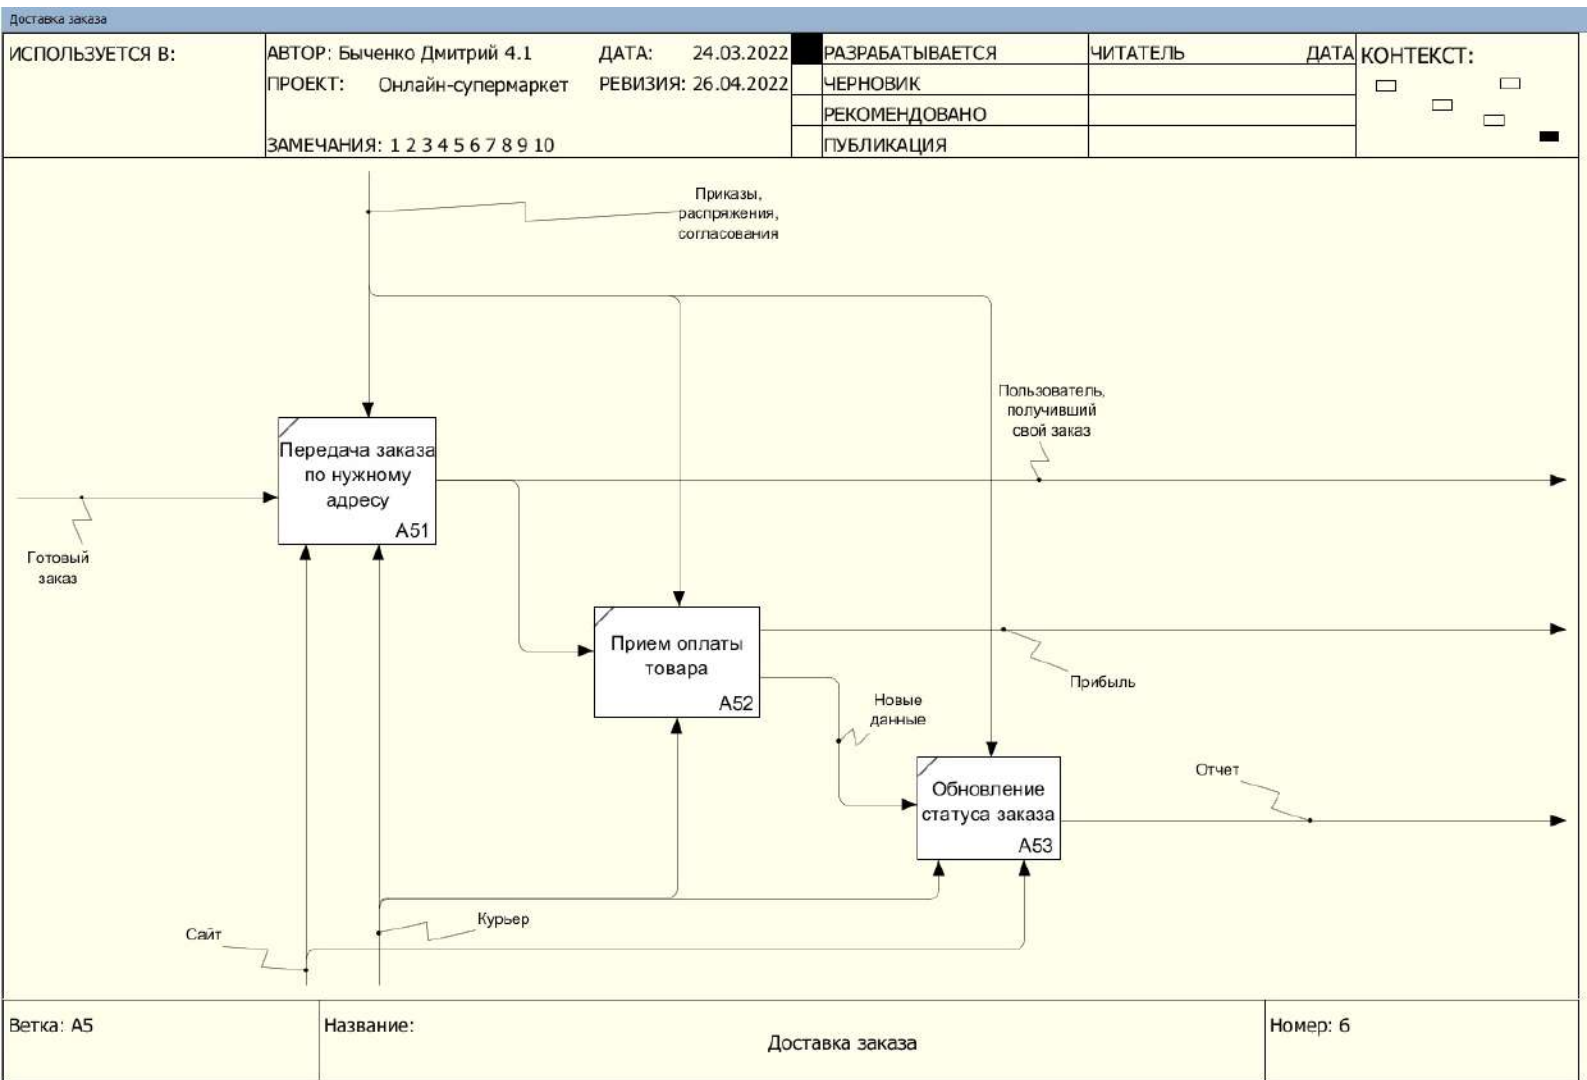 Доставка заказа
ИСПОЛЬЗУЕТСЯ В:
АВТОР: Быченко Дмитрий 4.1
ДАТА: 24.03.2022
ПРОЕКТ: Онлайн-супермаркет
РЕВИЗИЯ: 26.04.2022
ЗАМЕЧАНИЯ: 1 2 3 4 5 6 7 8 9 10
РАЗРАБАТЫВАЕТСЯ
ЧЕРНОВИК
РЕКОМЕНДОВАНО
ПУБЛИКАЦИЯ
ЧИТАТЕЛЬ
ДАТА
КОНТЕКСТ:
Приказы,
распряжения,
согласования
Пользователь,
получивший
свой заказ
Передача заказа
по нужному
адресу
A51
Готовый
заказ
Прием оплаты
товара
A52
Прибыль
Новые
данные
Обновление
статуса заказа
A53
Отчет
Курьер
Сайт
Ветка: A5
Название:
Доставка заказа
Номер: 6